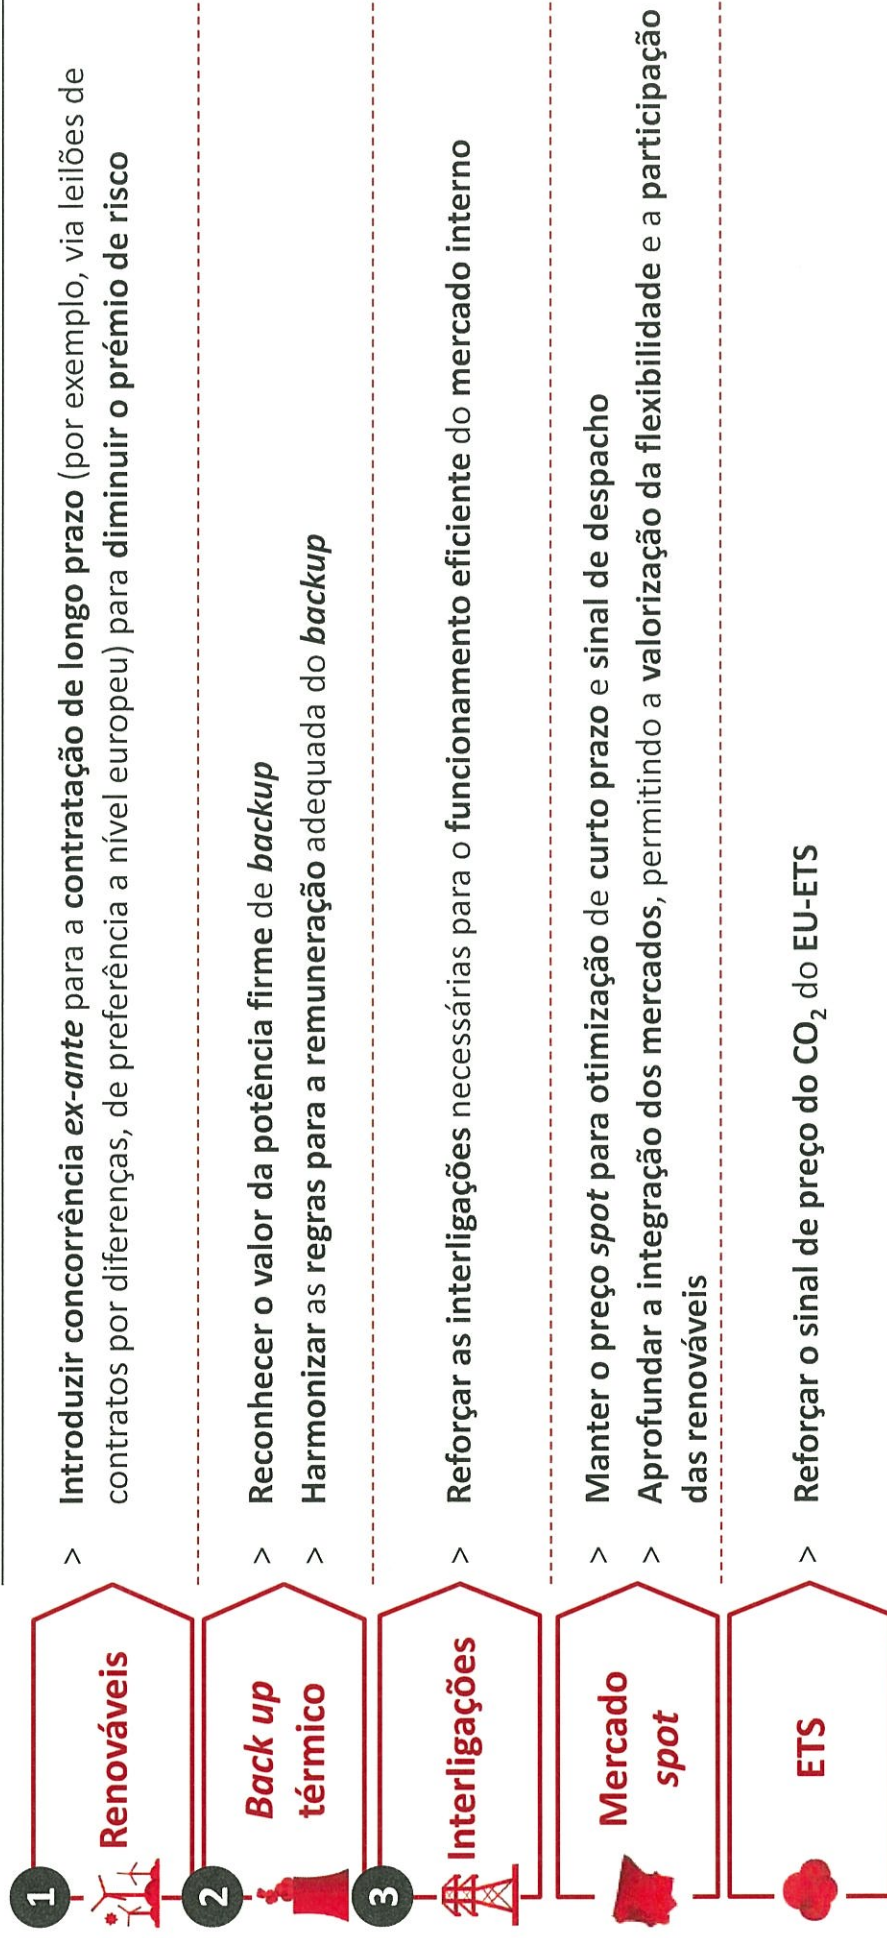 1
Renováveis
> Introduzir concorrência ex-ante para a contratação de longo prazo (por exemplo, via leilões de
contratos por diferenças, de preferência a nível europeu) para diminuir o prémio de risco
2
Back up
térmico
> Reconhecer o valor da potência firme de backup
> Harmonizar as regras para a remuneração adequada do backup
3
Interligações
> Reforçar as interligações necessárias para o funcionamento eficiente do mercado interno
Mercado
spot
> Manter o preço spot para otimização de curto prazo e sinal de despacho
> Aprofundar a integração dos mercados, permitindo a valorização da flexibilidade e a participação
das renováveis
ETS
> Reforçar o sinal de preço do CO₂ do EU-ETS